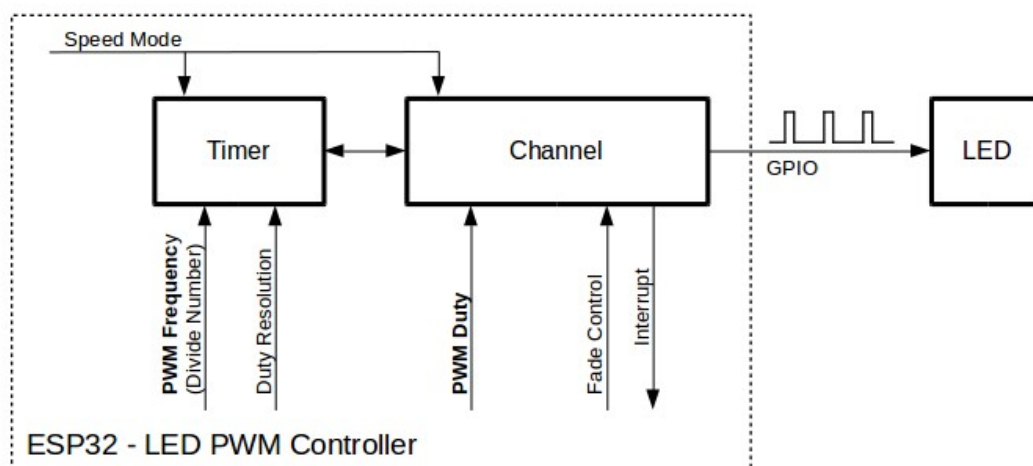 Speed Mode
Timer
Channel
GPIO
LED
PWM Frequency
(Divide Number)
Duty Resolution
PWM Duty
Fade Control
Interrupt
ESP32 - LED PWM Controller